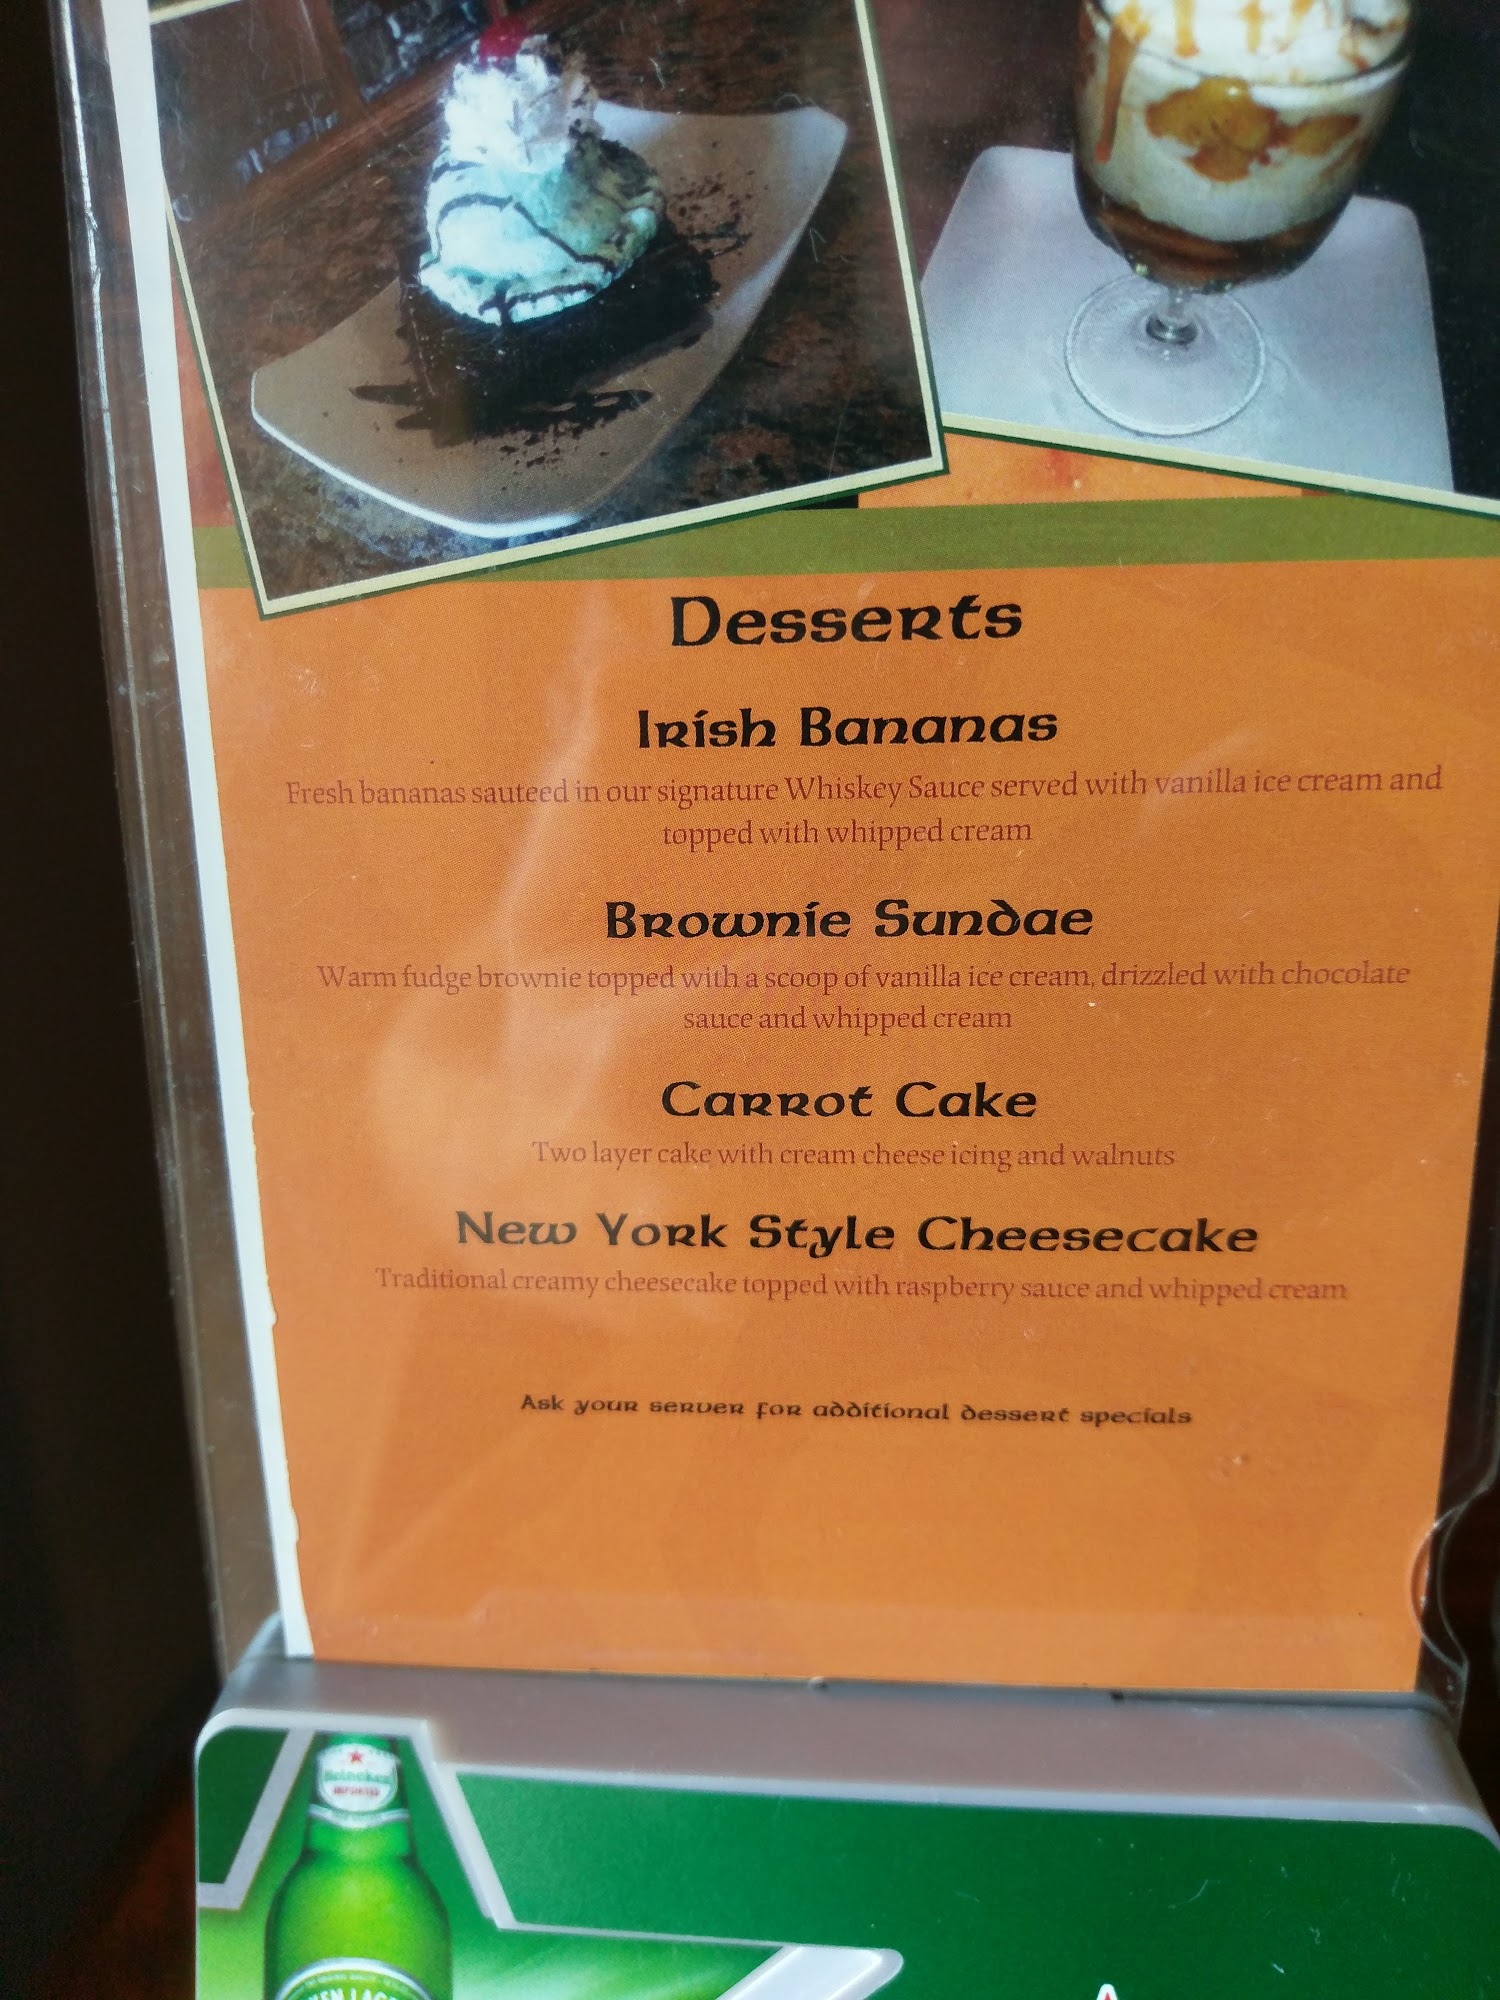 Desserts
Irish Bananas
Fresh bananas sauteed in our signature Whiskey Sauce served with vanilla ice cream and
topped with whipped cream
Brownie Sundae
Warm fudge brownie topped with a scoop of vanilla ice cream, drizzled with chocolate
sauce and whipped cream
Carrot Cake
Two layer cake with cream cheese icing and walnuts
New York Style Cheesecake
Traditional creamy cheesecake topped with raspberry sauce and whipped cream
Ask your server for additional dessert specials
Heineken
IMPORTED